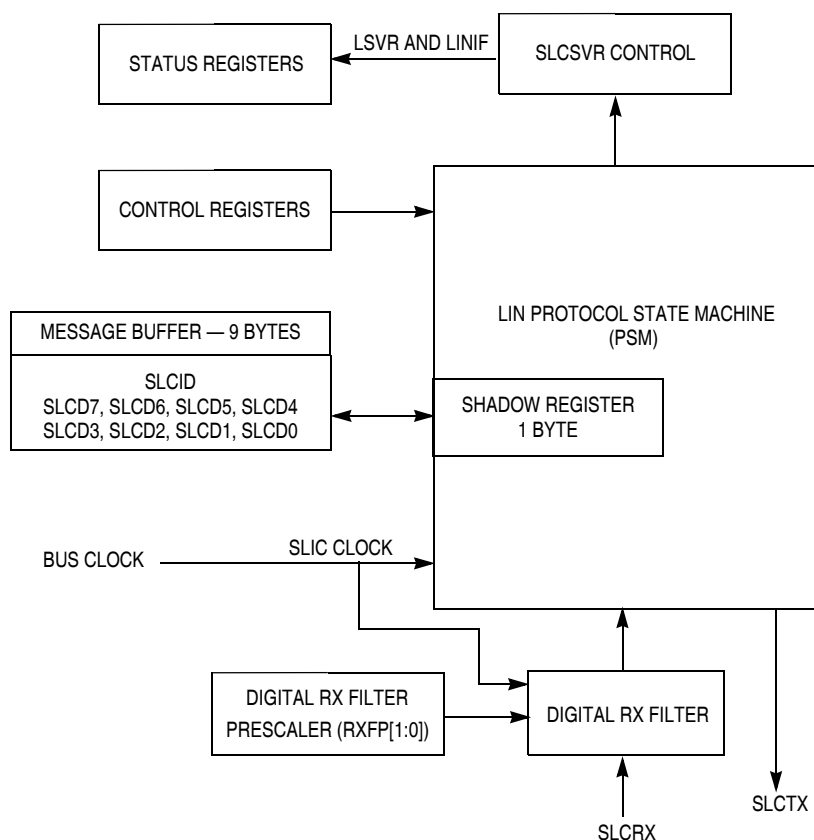 LSVR AND LINIF
STATUS REGISTERS
SLCSVR CONTROL
CONTROL REGISTERS
LIN PROTOCOL STATE MACHINE
(PSM)
MESSAGE BUFFER — 9 BYTES
SLCID
SLCD7, SLCD6, SLCD5, SLCD4
SLCD3, SLCD2, SLCD1, SLCD0
SHADOW REGISTER
1 BYTE
BUS CLOCK
SLIC CLOCK
DIGITAL RX FILTER
PRESCALER (RXFP[1:0])
DIGITAL RX FILTER
SLCTX
SLCRX